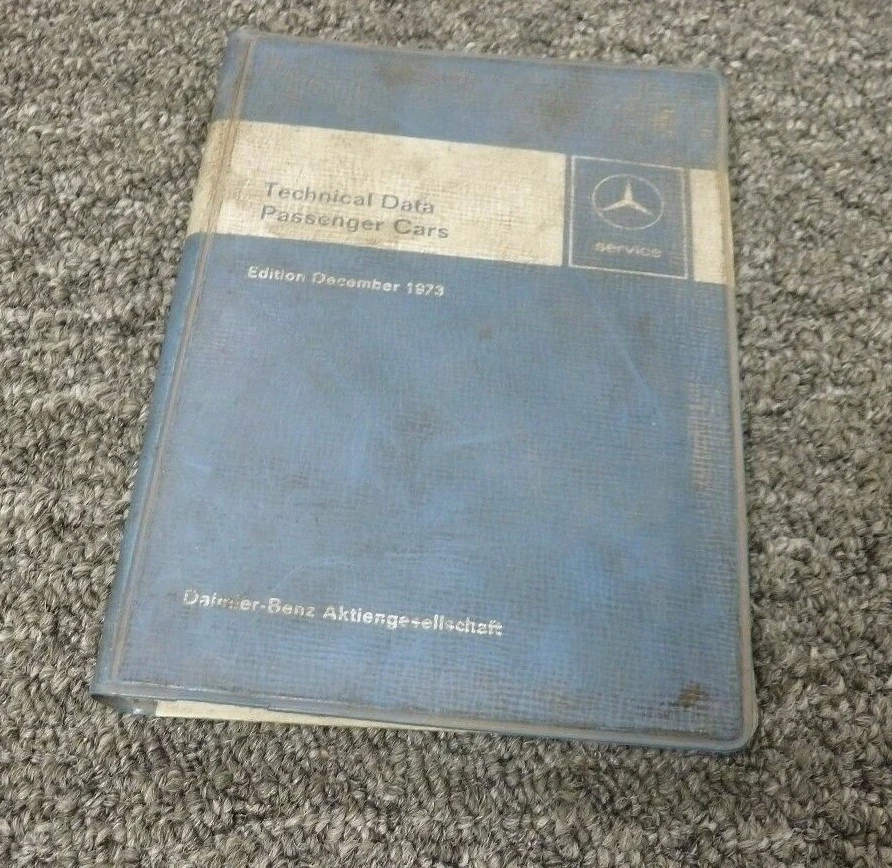 Technical Data
Passenger Cars
service
Edition December 1973
Daimler-Benz Aktiengesellschaft